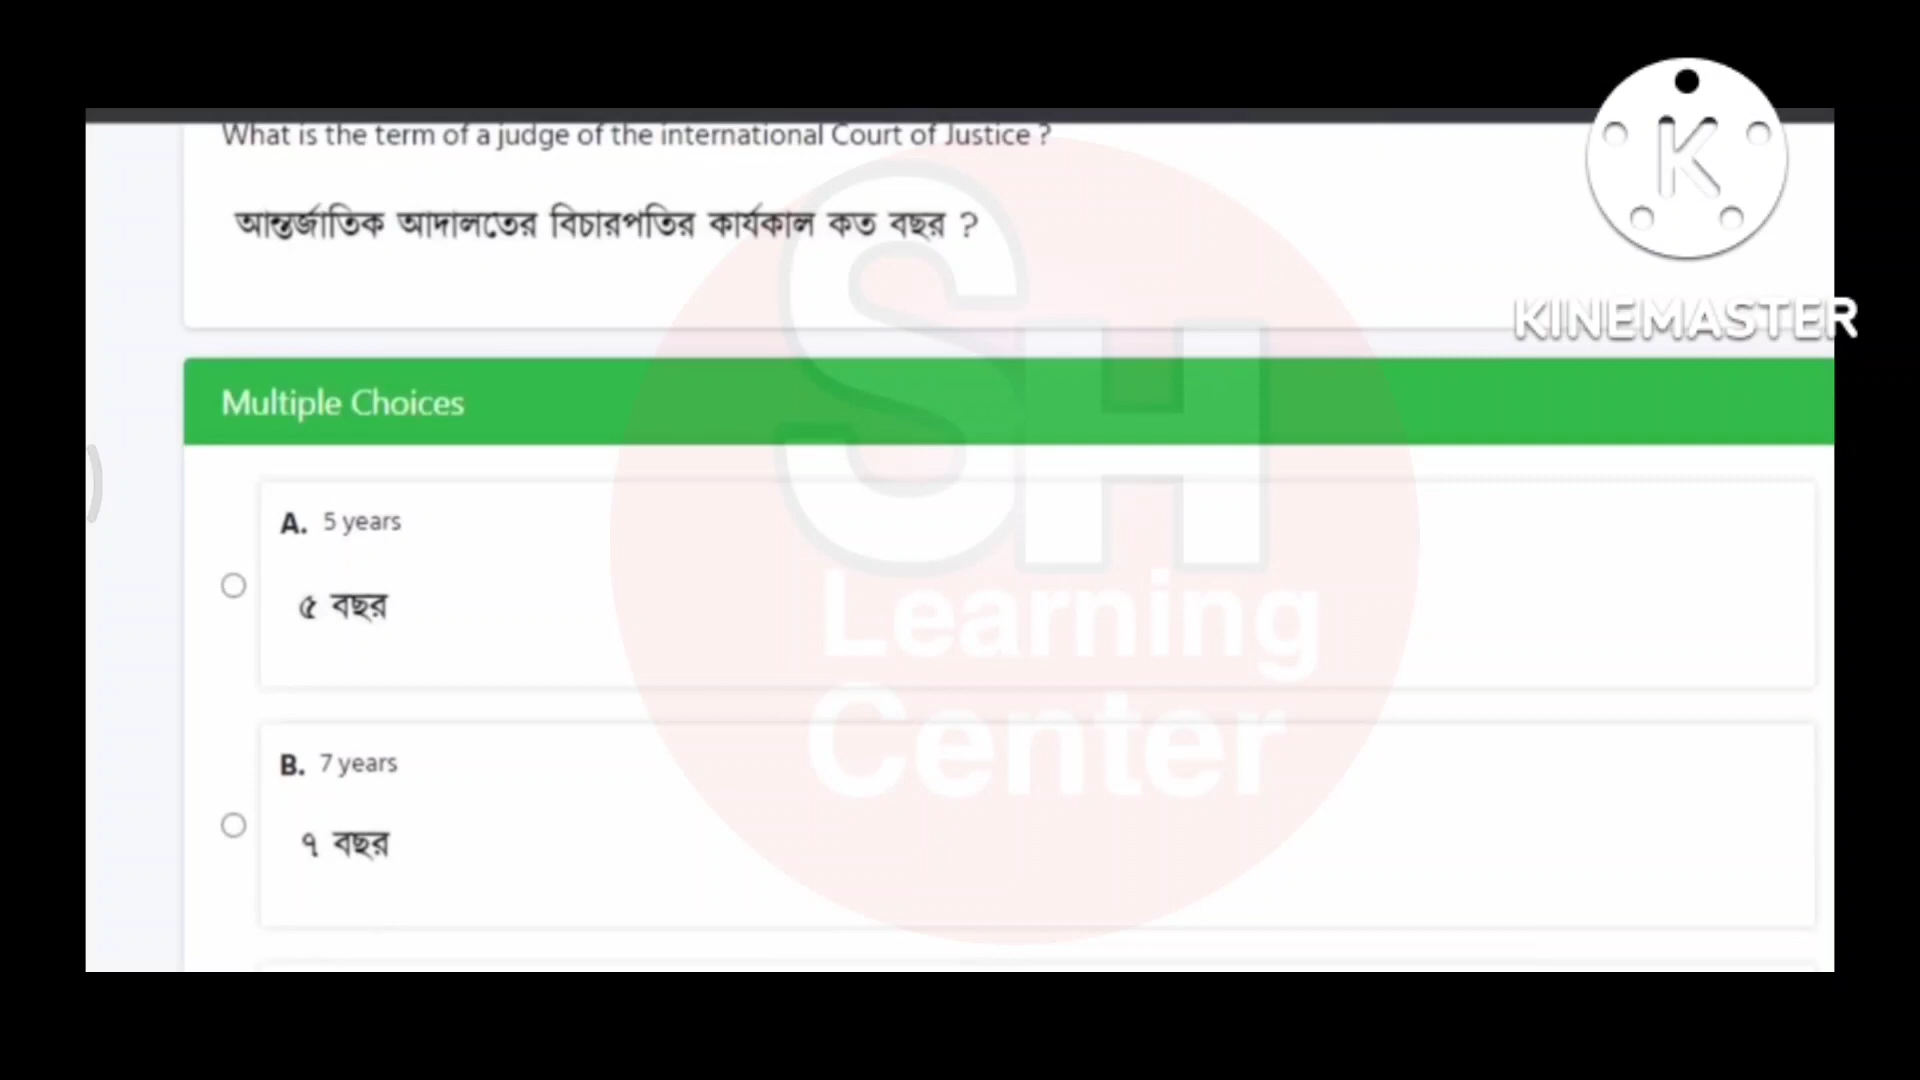 What is the term of a judge of the international Court of Justice ?
আন্তর্জাতিক আদালতের বিচারপতির কার্যকাল কত বছর ?
K
KINEMASTER
Multiple Choices
A. 5 years
৫ বছর
B. 7 years
৭ বছর
SH
Learning
Center